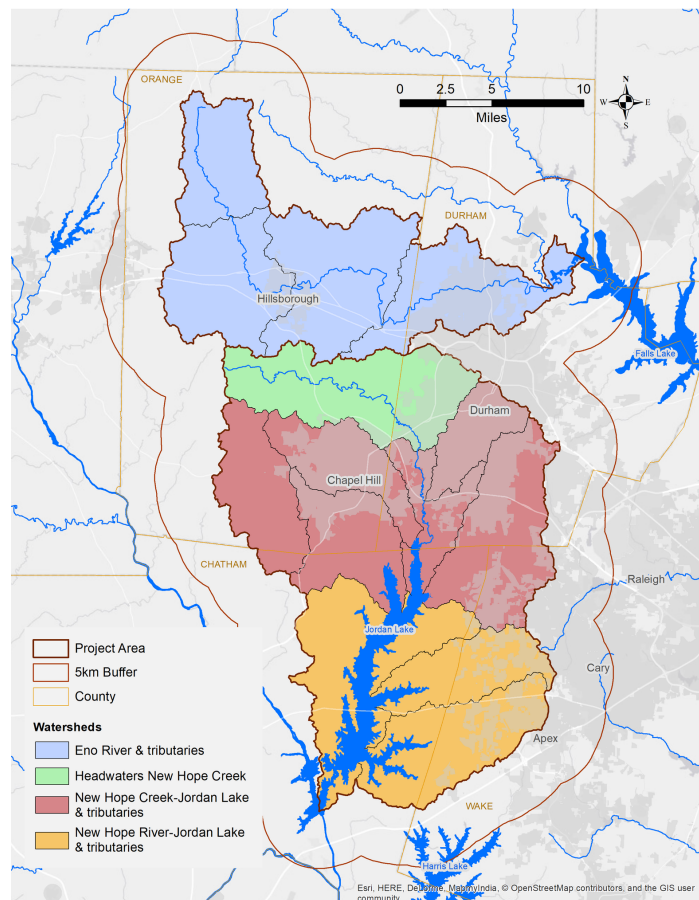 ORANGE
0 2.5 5 10
Miles
N
W E
S
DURHAM
Hillsborough
Falls Lake
Durham
Chapel Hill
CHATHAM
Raleigh
Jordan Lake
Cary
Apex
WAKE
Harris Lake
Project Area
5km Buffer
County
Watersheds
Eno River & tributaries
Headwaters New Hope Creek
New Hope Creek-Jordan Lake
& tributaries
New Hope River-Jordan Lake
& tributaries
Esri, HERE, DeLorme, MapmyIndia, © OpenStreetMap contributors, and the GIS user
community